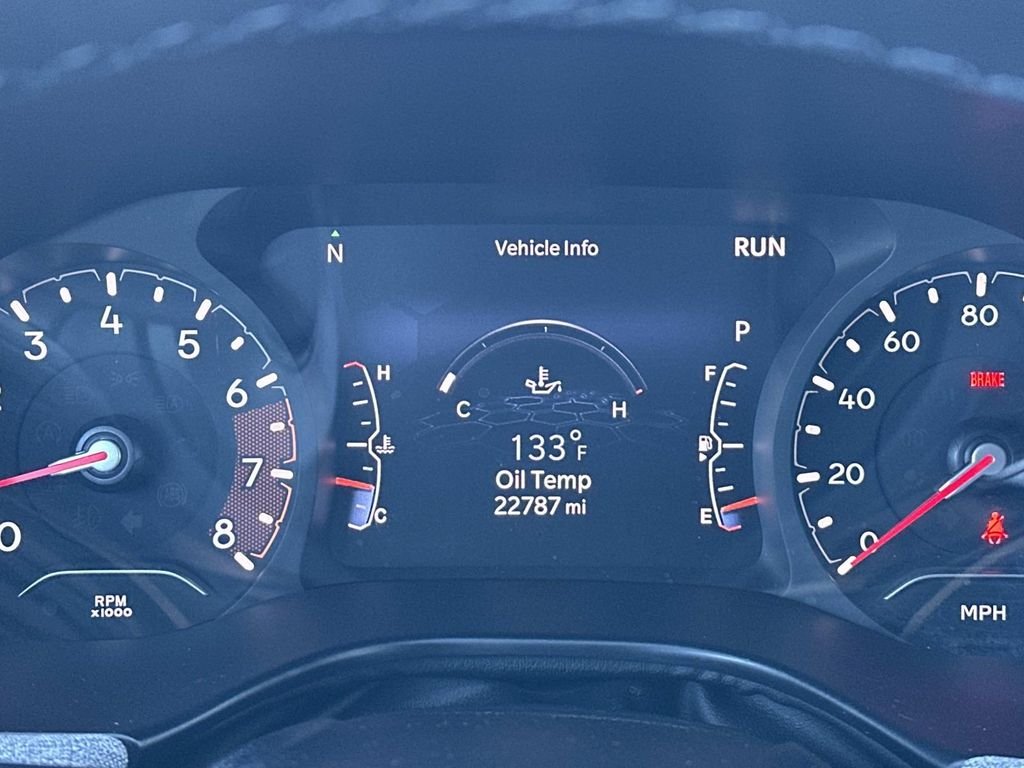 N
Vehicle Info
RUN
P
3
4
5
6
7
8
0
RPM
x1000
H
C
C
H
133°F
Oil Temp
22787 mi
F
E
0
20
40
60
80
BRAKE
MPH